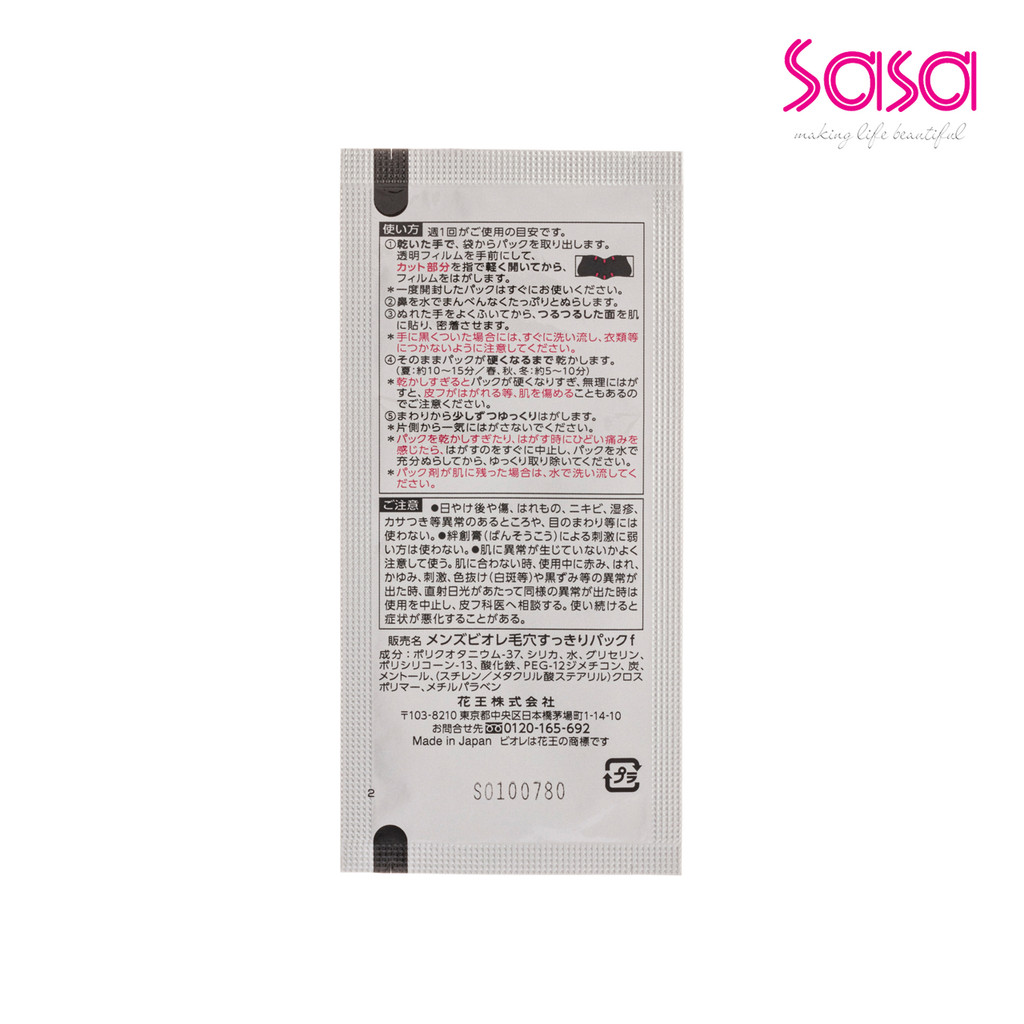 sasa
making life beautiful
使い方 週1回がご使用の目安です。
①乾いた手で、袋からパックを取り出します。
透明フィルムを手前にして、
カット部分を指で軽く開いてから、
フィルムをはがします。
*一度開封したパックはすぐにお使いください。
②鼻を水でまんべんなくたっぷりとぬらします。
③ぬれた手をよくふいてから、つるつるした面を肌
に貼り、密着させます。
*手に黒くついた場合には、すぐに洗い流し、衣類等
につかないように注意してください。
④そのままパックが硬くなるまで乾かします。
(夏:約10〜15分/春、秋、冬:約5〜10分)
*乾かしすぎるとパックが硬くなりすぎ、無理にはが
すと、皮フがはがれる等、肌を傷めることもあるの
でご注意ください。
⑤まわりから少しずつゆっくりはがします。
*片側から一気にはがさないでください。
*パックを乾かしすぎたり、はがす時にひどい痛みを
感じたら、はがすのをすぐに中止し、パックを水で
充分ぬらしてから、ゆっくり取り除いてください。
*パック剤が肌に残った場合は、水で洗い流してく
ださい。
ご注意 ●日やけ後や傷、はれもの、ニキビ、湿疹、
カサつき等異常のあるところや、目のまわり等には
使わない。●絆創膏(ばんそうこう)による刺激に弱
い方は使わない。●肌に異常が生じていないかよく
注意して使う。肌に合わない時、使用中に赤み、はれ、
かゆみ、刺激、色抜け(白斑等)や黒ずみ等の異常が
出た時、直射日光があたって同様の異常が出た時は
使用を中止し、皮フ科医へ相談する。使い続けると
症状が悪化することがある。
販売名 メンズビオレ毛穴すっきりパックf
成分:ポリクオタニウム-37、シリカ、水、グリセリン、
ポリシリコーン-13、酸化鉄、PEG-12ジメチコン、炭、
メントール、(スチレン/メタクリル酸ステアリル)クロス
ポリマー、メチルパラベン
花王株式会社
〒103-8210 東京都中央区日本橋茅場町1-14-10
お問合せ先 0120-165-692
Made in Japan ビオレは花王の商標です
プラ
S0100780
2